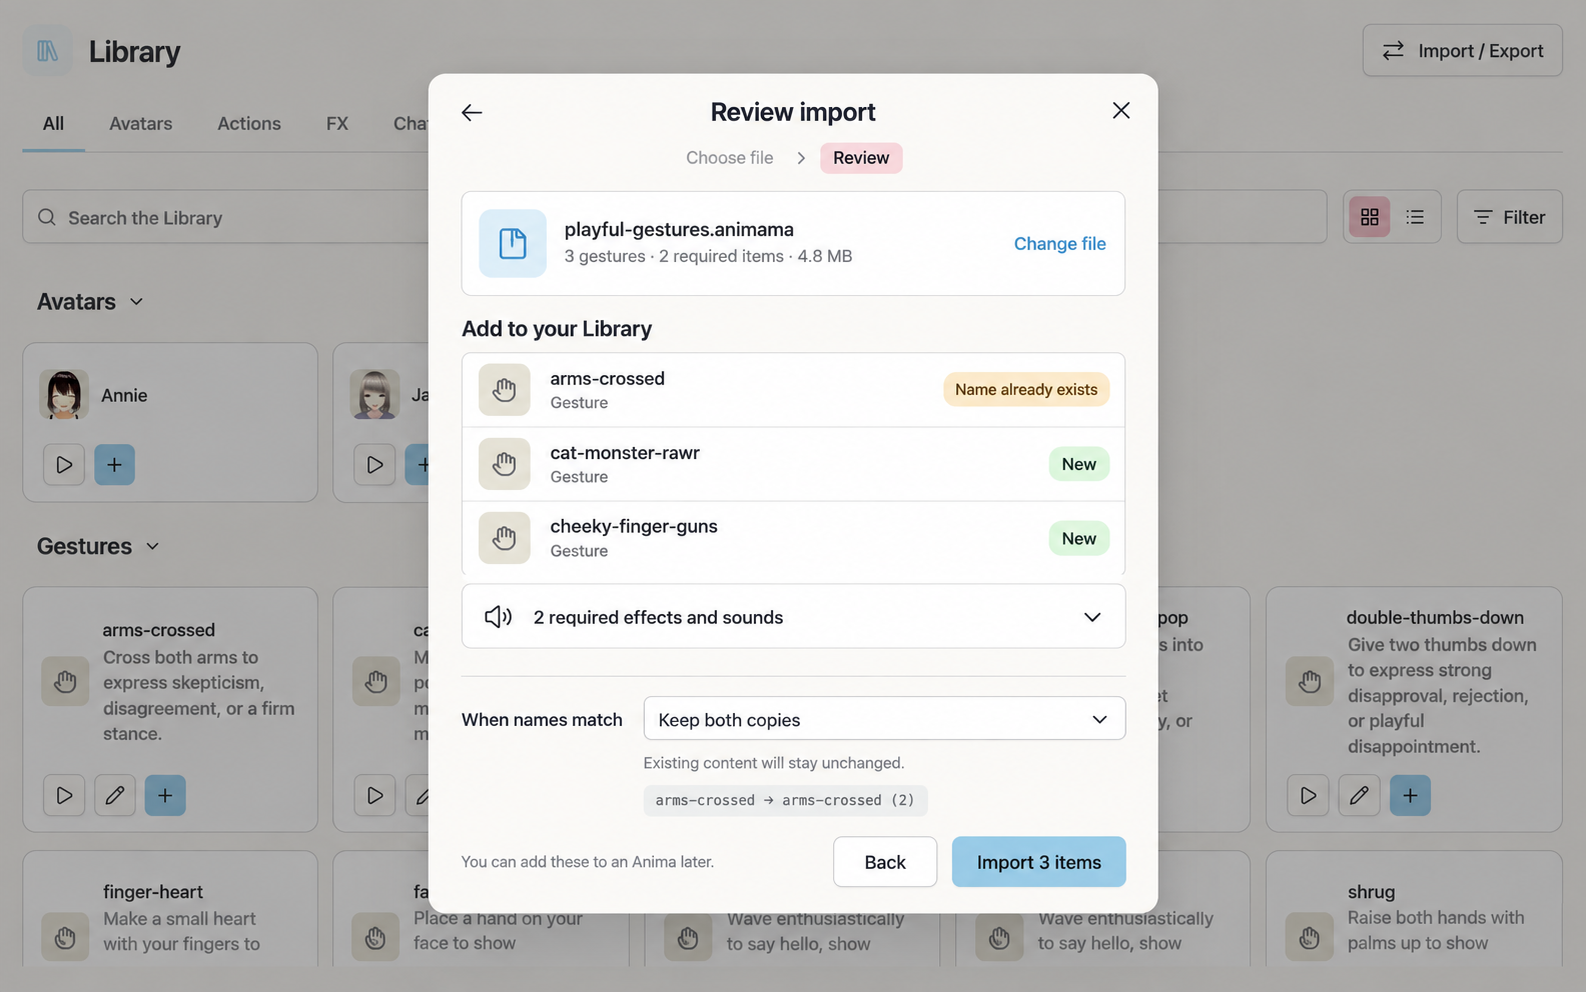 Library
Import / Export
All
Avatars
Actions
FX
Search the Library
Filter
Avatars
Annie
Gestures
arms-crossed
Cross both arms to
express skepticism,
disagreement, or a firm
stance.
double-thumbs-down
Give two thumbs down
to express strong
disapproval, rejection,
or playful
disappointment.
finger-heart
Make a small heart
with your fingers to
Place a hand on your
face to show
Wave enthusiastically
to say hello, show
Wave enthusiastically
to say hello, show
shrug
Raise both hands with
palms up to show
Review import
Choose file
Review
playful-gestures.animama
3 gestures · 2 required items · 4.8 MB
Change file
Add to your Library
arms-crossed
Gesture
Name already exists
cat-monster-rawr
Gesture
New
cheeky-finger-guns
Gesture
New
2 required effects and sounds
When names match
Keep both copies
Existing content will stay unchanged.
arms-crossed → arms-crossed (2)
You can add these to an Anima later.
Back
Import 3 items